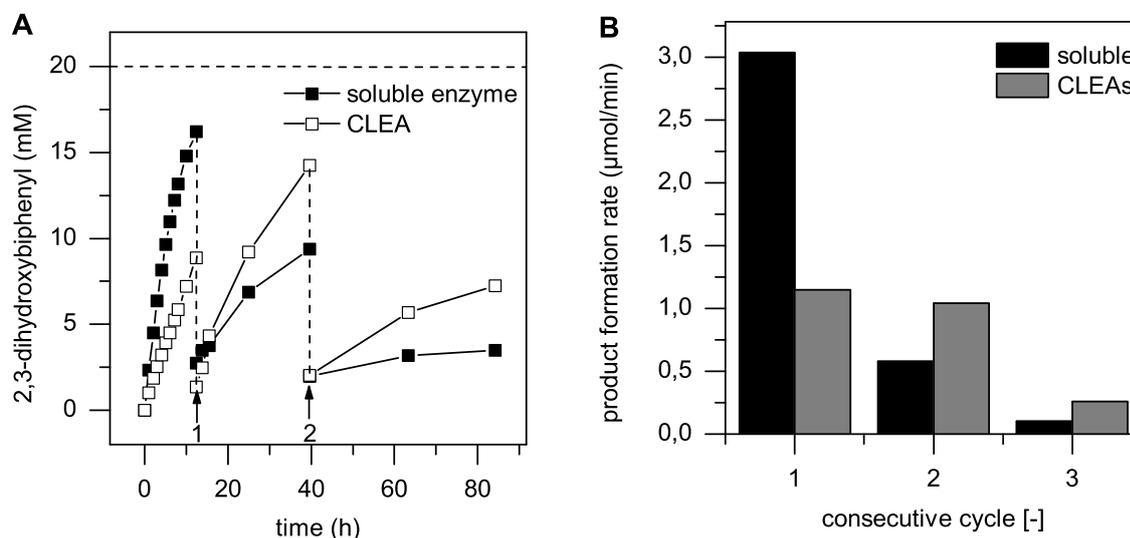 A
2,3-dihydroxybiphenyl (mM)
20
15
10
5
0
soluble enzyme
CLEA
1
2
0
20
40
60
80
time (h)
B
product formation rate (µmol/min)
3,0
2,5
2,0
1,5
1,0
0,5
0,0
soluble
CLEAs
1
2
3
consecutive cycle [-]